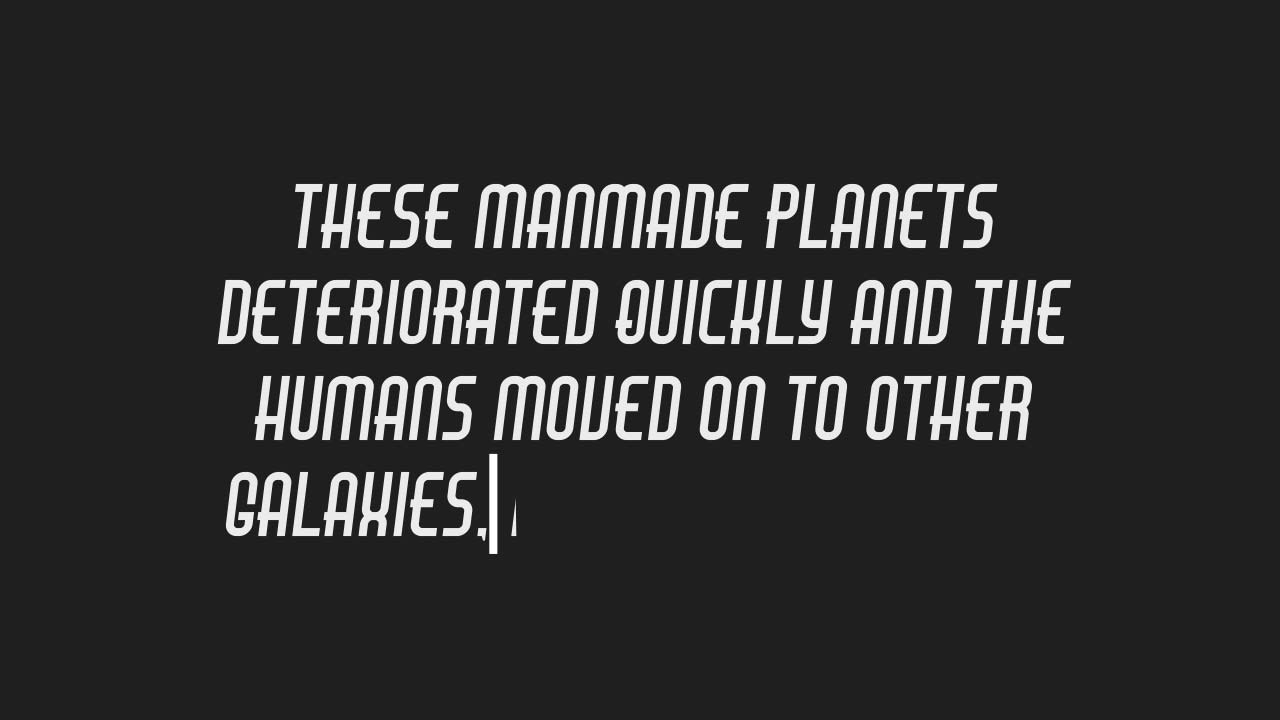 THESE MANMADE PLANETS
DETERIORATED QUICKLY AND THE
HUMANS MOVED ON TO OTHER
GALAXIES,